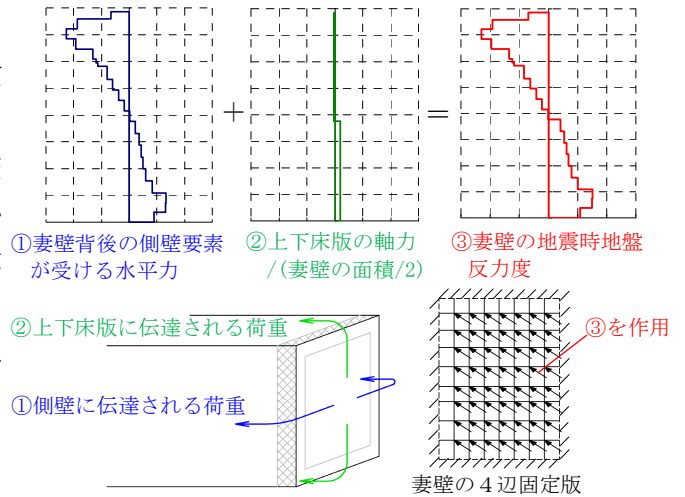 ＋
＝
①妻壁背後の側壁要素
が受ける水平力
②上下床版の軸力
/(妻壁の面積/2)
③妻壁の地震時地盤
反力度
②上下床版に伝達される荷重
①側壁に伝達される荷重
③を作用
妻壁の４辺固定版